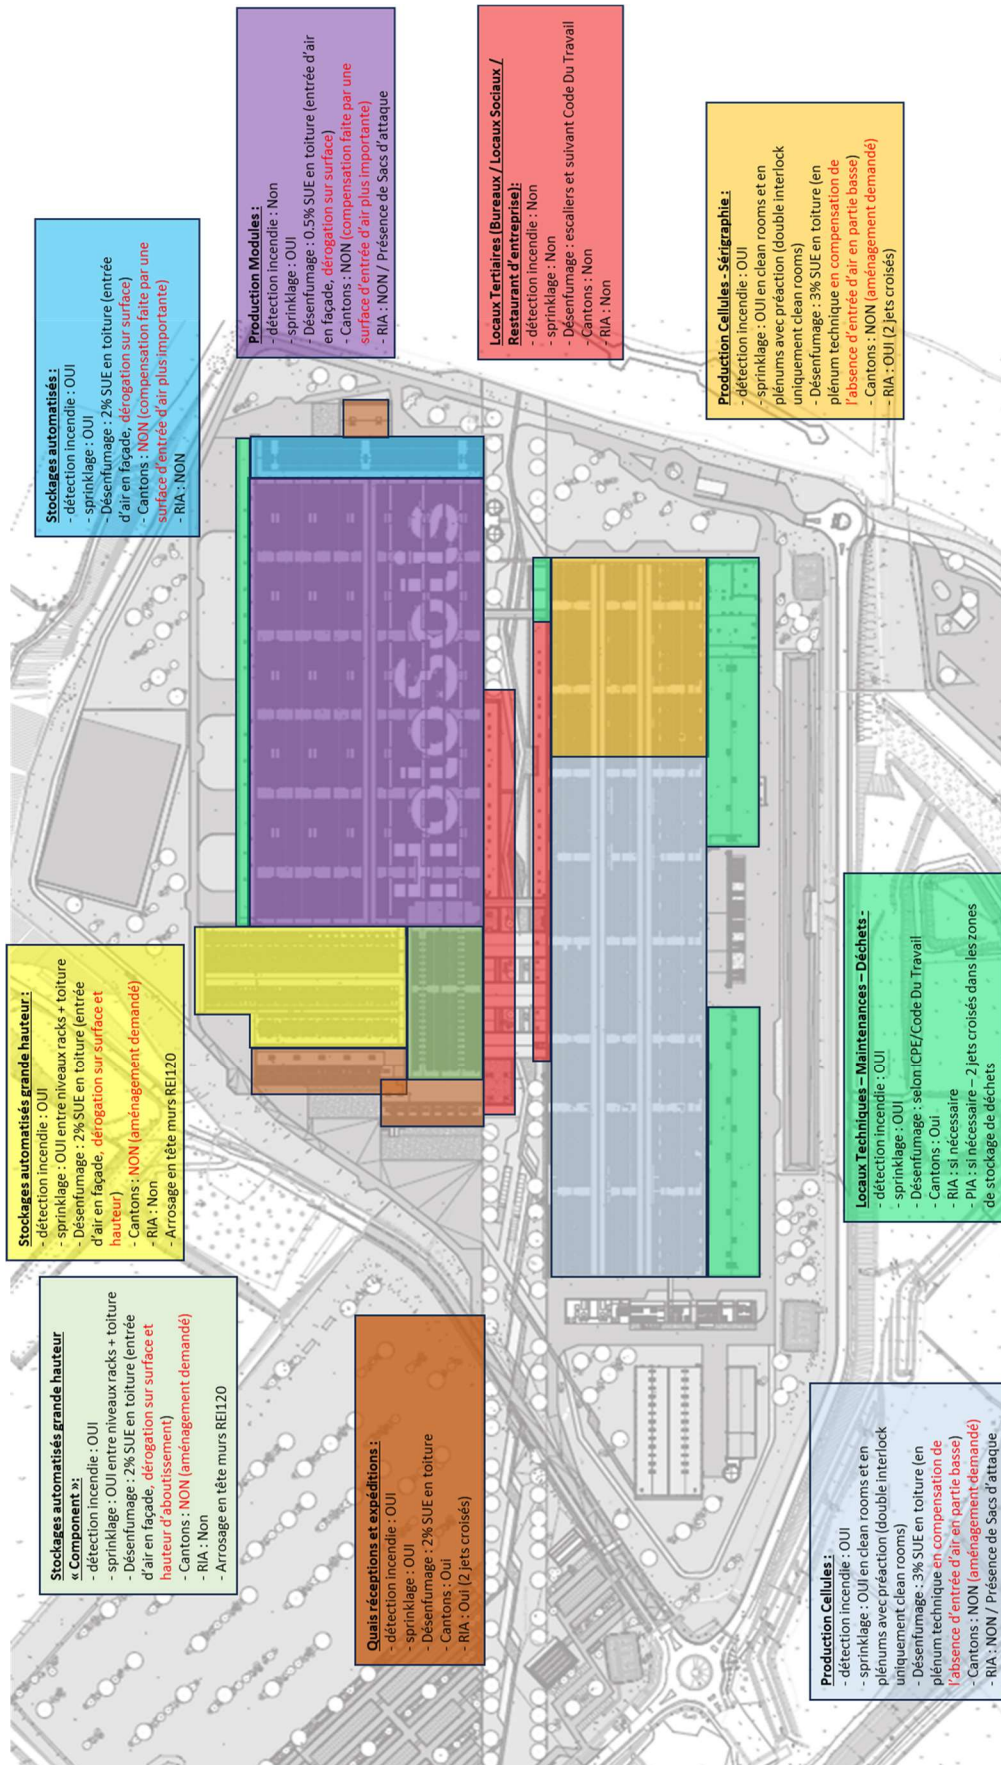 Stockages automatisés grande hauteur
« Component »:
- détection incendie : OUI
- sprinklage : OUI entre niveaux racks + toiture
- Désenfumage : 2% SUE en toiture (entrée
d'air en façade, dérogation sur surface et
hauteur d'aboutissement)
- Cantons : NON (aménagement demandé)
- RIA : Non
- Arrosage en tête murs REI120
Stockages automatisés grande hauteur :
- détection incendie : OUI
- sprinklage : OUI entre niveaux racks + toiture
- Désenfumage : 2% SUE en toiture (entrée
d'air en façade, dérogation sur surface et
hauteur)
- Cantons : NON (aménagement demandé)
- RIA : Non
- Arrosage en tête murs REI120
Stockages automatisés :
- détection incendie : OUI
- sprinklage : OUI
- Désenfumage : 2% SUE en toiture (entrée
d'air en façade, dérogation sur surface)
- Cantons : NON (compensation faite par une
surface d'entrée d'air plus importante)
- RIA : NON
Production Modules :
- détection incendie : Non
- sprinklage : OUI
- Désenfumage : 0.5% SUE en toiture (entrée d'air
en façade, dérogation sur surface)
- Cantons : NON (compensation faite par une
surface d'entrée d'air plus importante)
- RIA : NON / Présence de Sacs d'attaque
Quais réceptions et expéditions :
- détection incendie : OUI
- sprinklage : OUI
- Désenfumage : 2% SUE en toiture
- Cantons : Oui
- RIA : Oui (2 jets croisés)
HoloSolis
Locaux Tertiaires (Bureaux / Locaux Sociaux /
Restaurant d'entreprise):
- détection incendie : Non
- sprinklage : Non
- Désenfumage : escaliers et suivant Code Du Travail
- Cantons : Non
- RIA : Non
Production Cellules - Sérigraphie :
- détection incendie : OUI
- sprinklage : OUI en clean rooms et en
plénums avec préaction (double interlock
uniquement clean rooms)
- Désenfumage : 3% SUE en toiture (en
plénum technique en compensation de
l'absence d'entrée d'air en partie basse)
- Cantons : NON (aménagement demandé)
- RIA : OUI (2 jets croisés)
Production Cellules :
- détection incendie : OUI
- sprinklage : OUI en clean rooms et en
plénums avec préaction (double interlock
uniquement clean rooms)
- Désenfumage : 3% SUE en toiture (en
plénum technique en compensation de
l'absence d'entrée d'air en partie basse)
- Cantons : NON (aménagement demandé)
- RIA : NON / Présence de Sacs d'attaque
Locaux Techniques – Maintenances – Déchets -
- détection incendie : OUI
- sprinklage : OUI
- Désenfumage : selon ICPE/Code Du Travail
- Cantons : Oui
- RIA : si nécessaire
- PIA : si nécessaire – 2 jets croisés dans les zones
de stockage de déchets